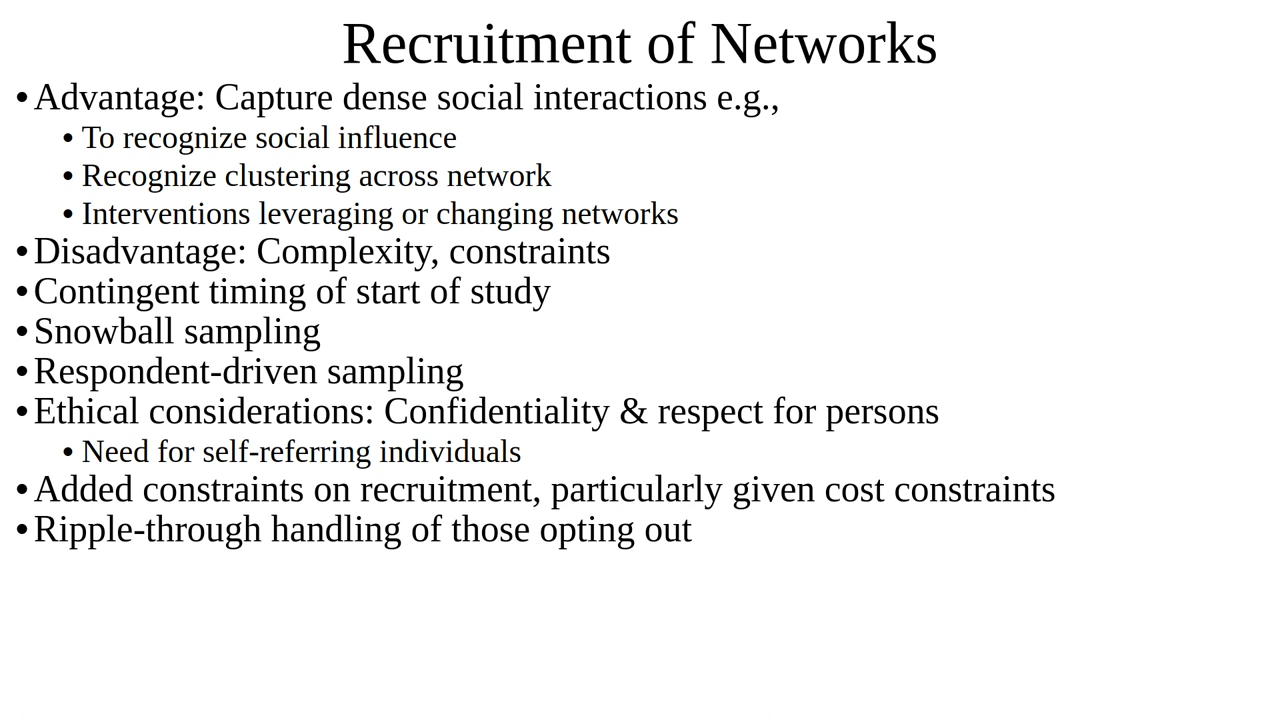 Recruitment of Networks
• Advantage: Capture dense social interactions e.g.,
• To recognize social influence
• Recognize clustering across network
• Interventions leveraging or changing networks
• Disadvantage: Complexity, constraints
• Contingent timing of start of study
• Snowball sampling
• Respondent-driven sampling
• Ethical considerations: Confidentiality & respect for persons
• Need for self-referring individuals
• Added constraints on recruitment, particularly given cost constraints
• Ripple-through handling of those opting out